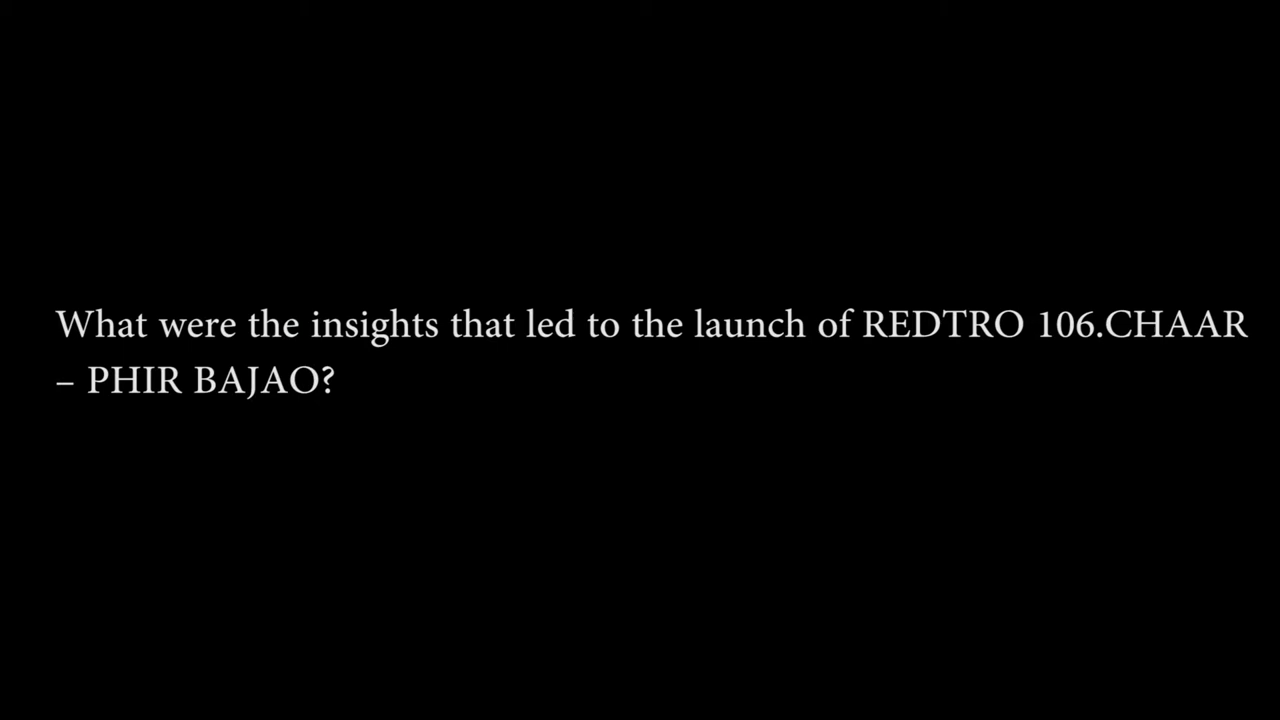 What were the insights that led to the launch of REDTRO 106.CHAAR
– PHIR BAJAO?